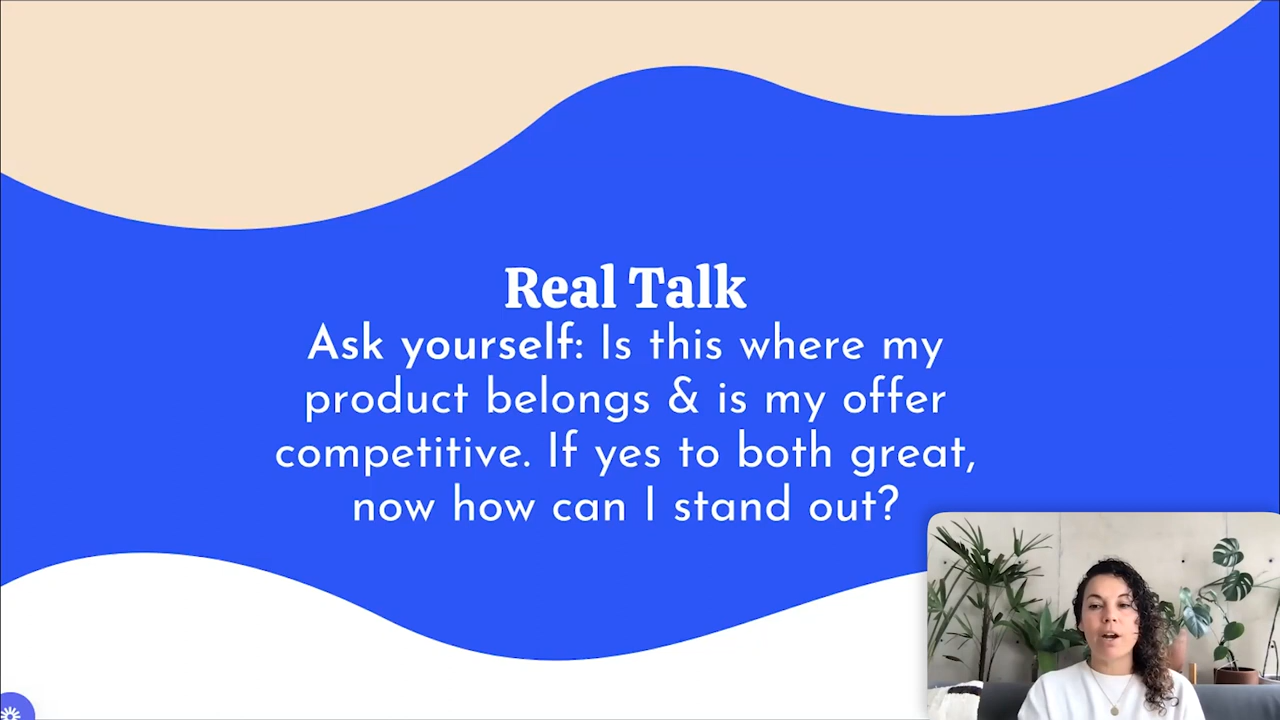 Real Talk
Ask yourself: Is this where my
product belongs & is my offer
competitive. If yes to both great,
now how can I stand out?